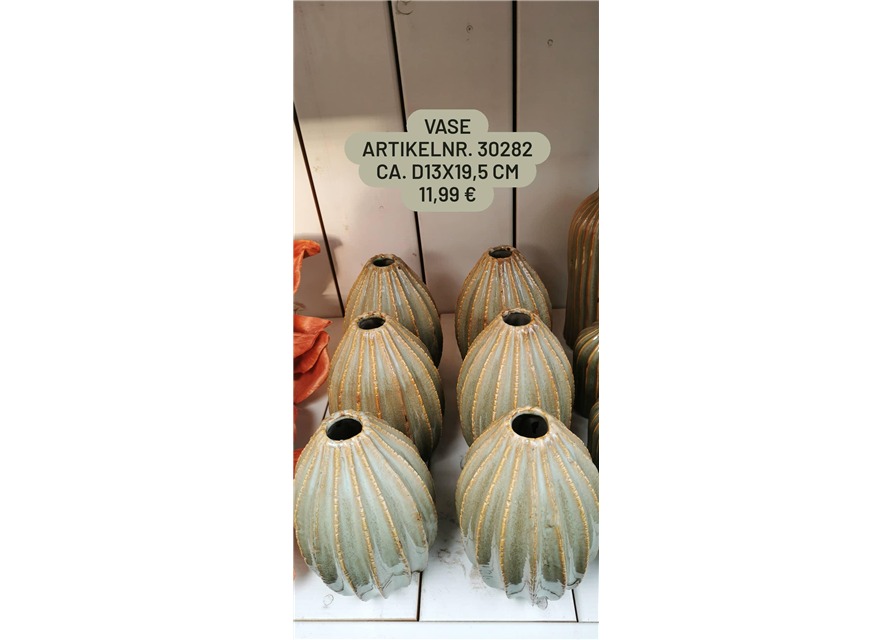 VASE
ARTIKELNR. 30282
CA. D13X19,5 CM
11,99 €